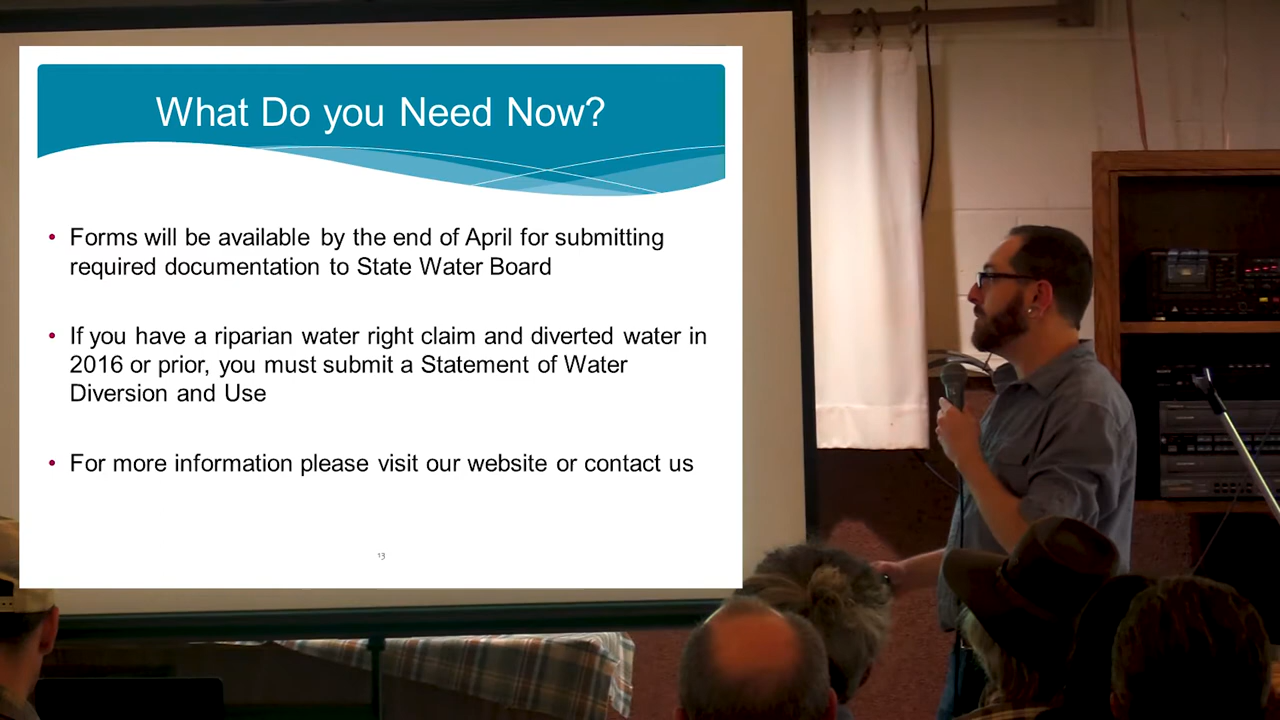 What Do you Need Now?
• Forms will be available by the end of April for submitting
required documentation to State Water Board
• If you have a riparian water right claim and diverted water in
2016 or prior, you must submit a Statement of Water
Diversion and Use
• For more information please visit our website or contact us
13